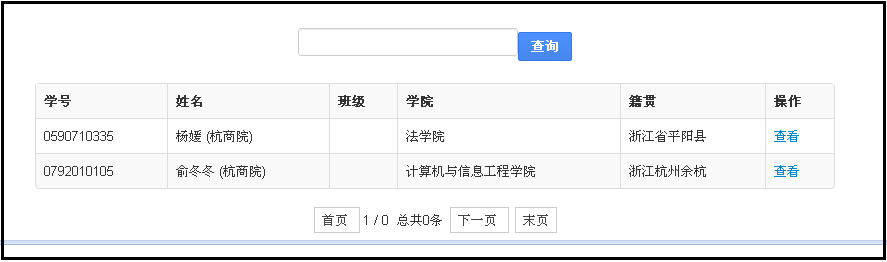 查询
学号 姓名 班级 学院 籍贯 操作
0590710335 杨媛 (杭商院) 法学院 浙江省平阳县 查看
0792010105 俞冬冬 (杭商院) 计算机与信息工程学院 浙江杭州余杭 查看
首页 1 / 0 总共0条 下一页 末页